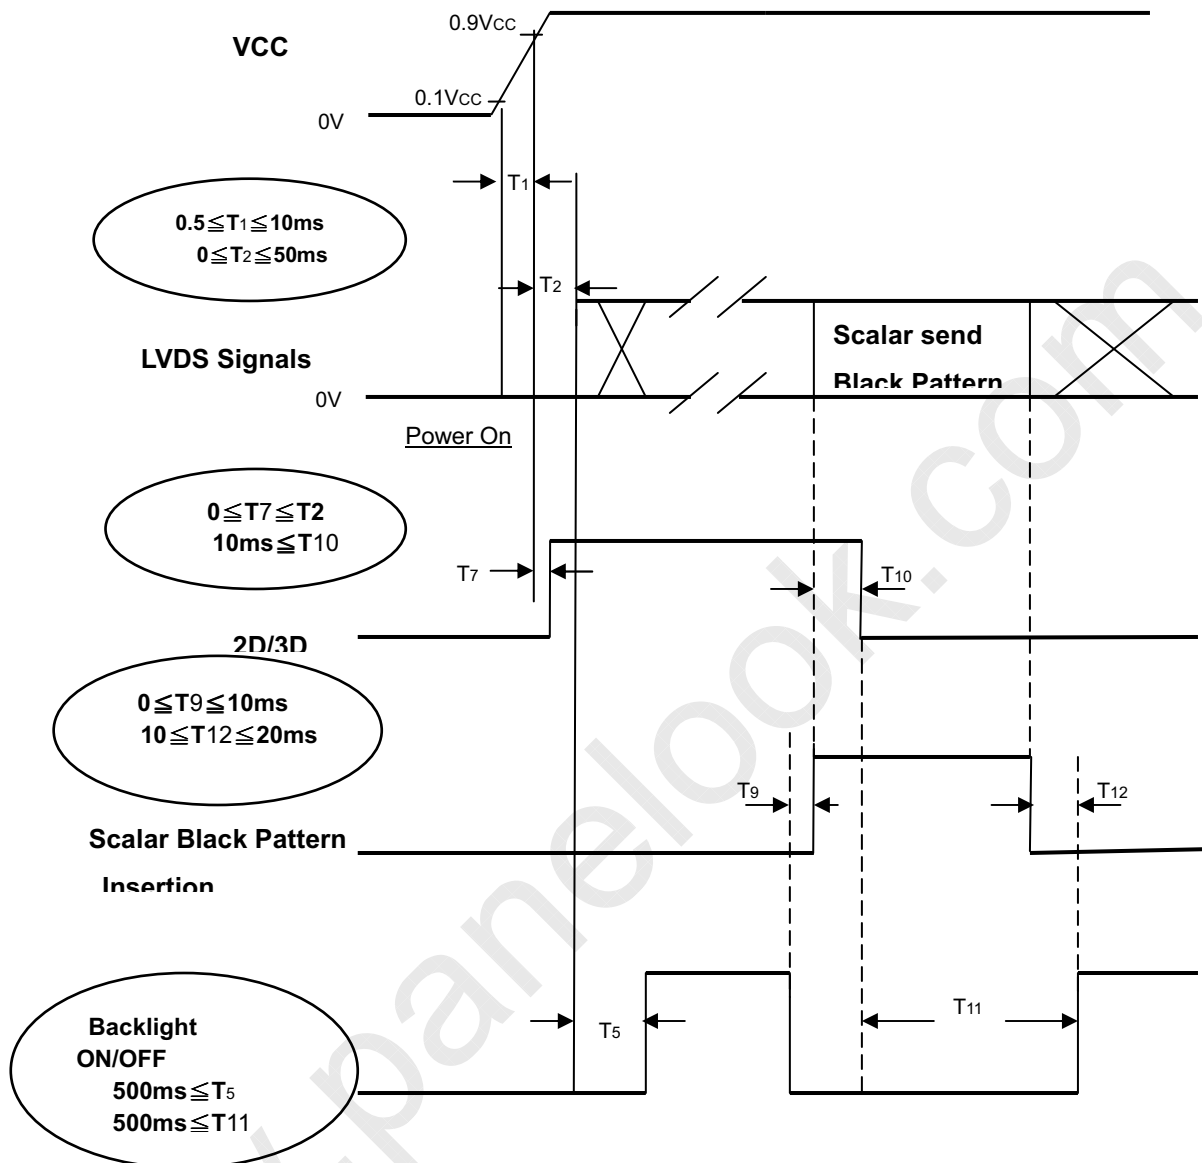 0.9VCC
VCC
0.1VCC
0V
T1
0.5≦T1≦10ms
0≦T2≦50ms
T2
Scalar send
LVDS Signals
Black Pattern
0V
Power On
0≦T7≦T2
10ms≦T10
T7
T10
2D/3D
0≦T9≦10ms
10≦T12≦20ms
T9
T12
Scalar Black Pattern
Insertion
T11
Backlight
T5
ON/OFF
500ms≦T5
500ms≦T11
panelook.com